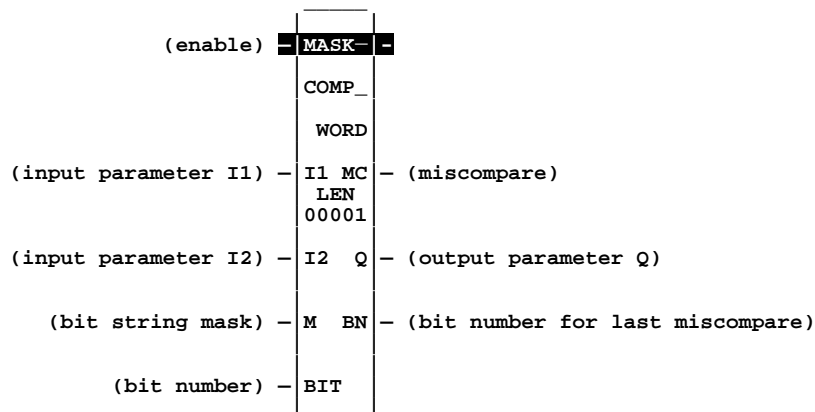 (enable) MASK
COMP_
WORD
(input parameter I1) I1 MC (miscompare)
LEN
00001
(input parameter I2) I2 Q (output parameter Q)
(bit string mask) M BN (bit number for last miscompare)
(bit number) BIT